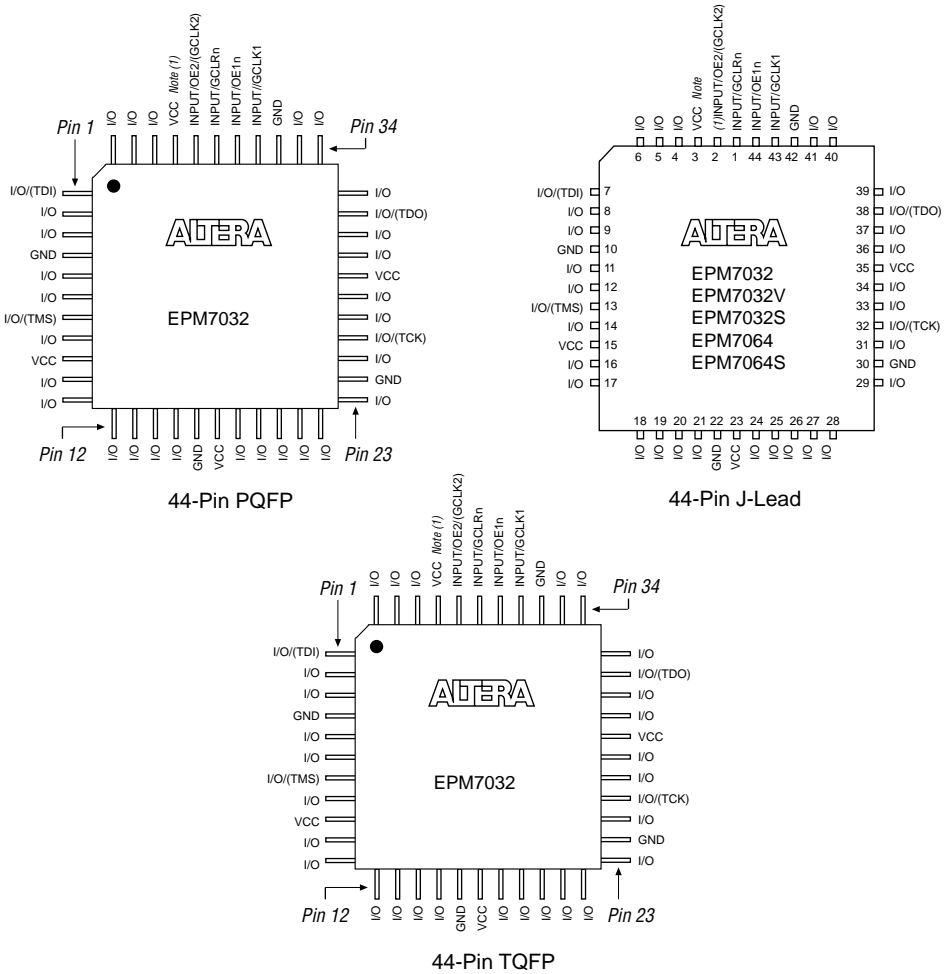 I/O
I/O
I/O
VCC Note (1)
INPUT/OE2/(GCLK2)
INPUT/GCLRn
INPUT/OE1n
INPUT//GCLK1
GND
I/O
I/O
Pin 1
Pin 34
I/O/(TDI)
I/O
I/O
GND
I/O
I/O
I/O/(TMS)
I/O
VCC
I/O
I/O
ALTERA
EPM7032
I/O
I/O/(TDO)
I/O
I/O
VCC
I/O
I/O
I/O/(TCK)
I/O
GND
I/O
Pin 12
I/O
I/O
I/O
I/O
GND
VCC
I/O
I/O
I/O
I/O
I/O
Pin 23
44-Pin PQFP
I/O
I/O
I/O
VCC Note
(1)INPUT/OE2/(GCLK2)
INPUT/GCLRn
INPUT/OE1n
INPUT/GCLK1
GND
I/O
I/O
6 5 4 3 2 1 44 43 42 41 40
I/O/(TDI) 7
I/O 8
I/O 9
GND 10
I/O 11
I/O 12
I/O/(TMS) 13
I/O 14
VCC 15
I/O 16
I/O 17
ALTERA
EPM7032
EPM7032V
EPM7032S
EPM7064
EPM7064S
39 I/O
38 I/O/(TDO)
37 I/O
36 I/O
35 VCC
34 I/O
33 I/O
32 I/O/(TCK)
31 I/O
30 GND
29 I/O
18 19 20 21 22 23 24 25 26 27 28
I/O
I/O
I/O
I/O
GND
VCC
I/O
I/O
I/O
I/O
I/O
44-Pin J-Lead
I/O
I/O
I/O
VCC Note (1)
INPUT/OE2/(GCLK2)
INPUT/GCLRn
INPUT/OE1n
INPUT/GCLK1
GND
I/O
I/O
Pin 1
Pin 34
I/O/(TDI)
I/O
I/O
GND
I/O
I/O
I/O/(TMS)
I/O
VCC
I/O
I/O
ALTERA
EPM7032
I/O
I/O/(TDO)
I/O
I/O
VCC
I/O
I/O
I/O/(TCK)
I/O
GND
I/O
Pin 12
I/O
I/O
I/O
I/O
GND
VCC
I/O
I/O
I/O
I/O
I/O
Pin 23
44-Pin TQFP